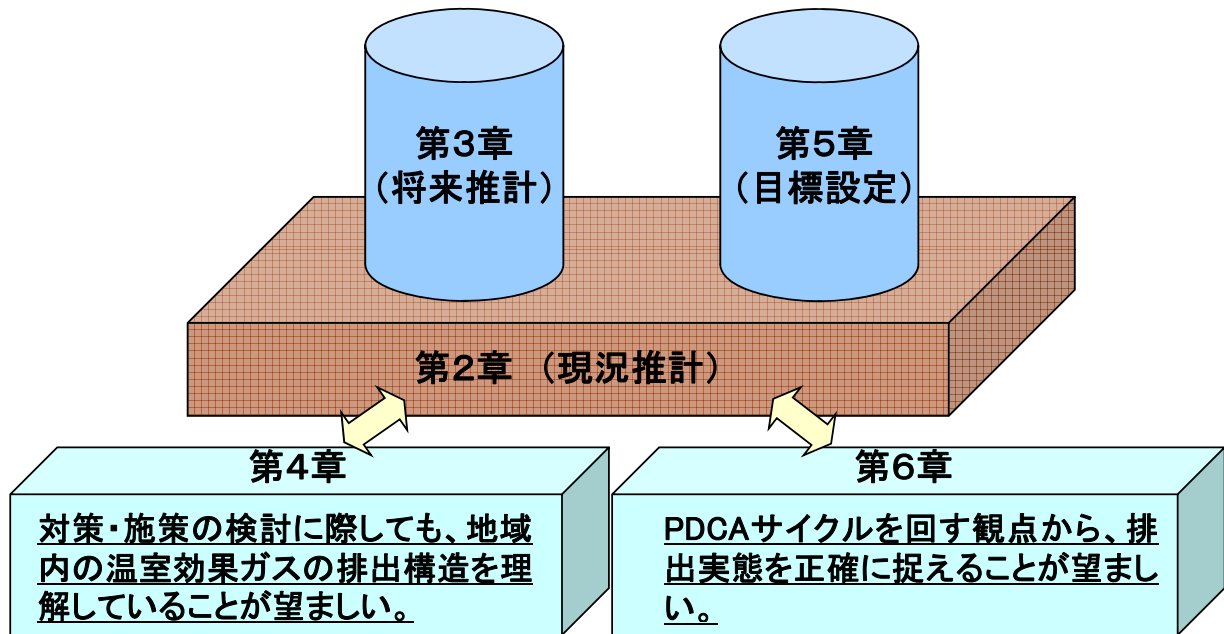 第3章
（将来推計）
第5章
（目標設定）
第2章　（現況推計）
第4章
対策・施策の検討に際しても、地域
内の温室効果ガスの排出構造を理
解していることが望ましい。
第6章
PDCAサイクルを回す観点から、排
出実態を正確に捉えることが望まし
い。